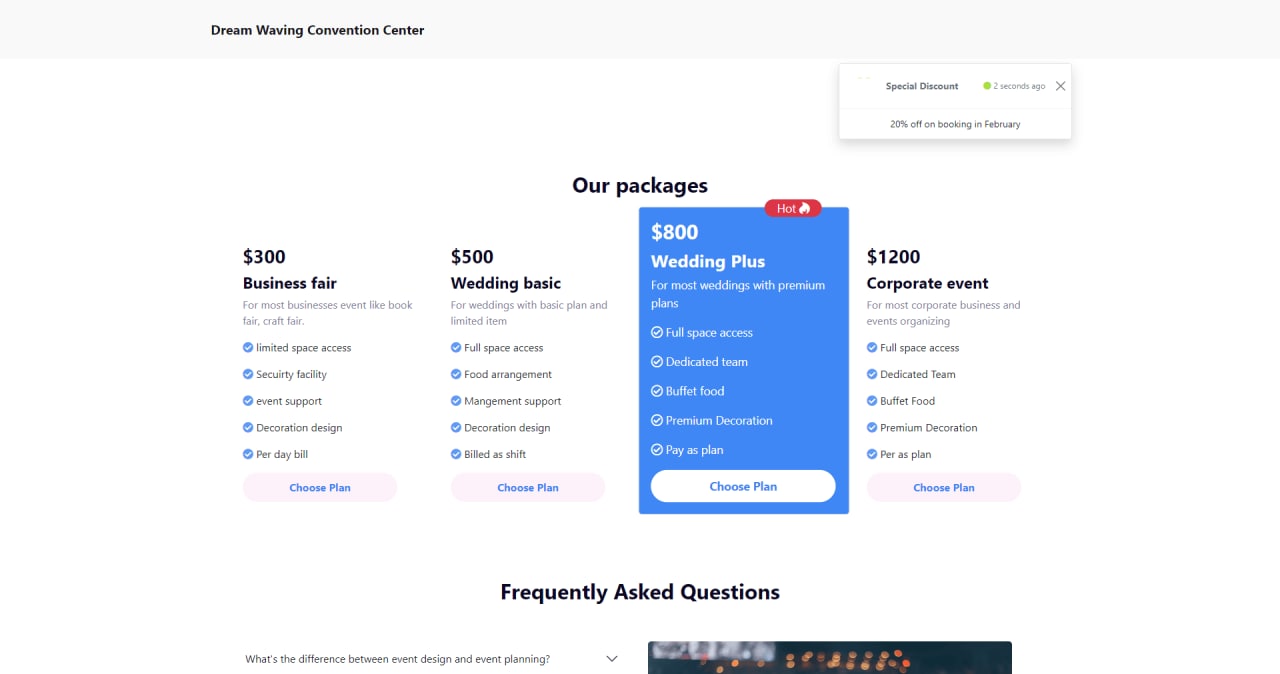 Dream Waving Convention Center
Special Discount
2 seconds ago
20% off on booking in February
Our packages
$300
Business fair
For most businesses event like book
fair, craft fair.
limited space access
Secuirty facility
event support
Decoration design
Per day bill
Choose Plan
$500
Wedding basic
For weddings with basic plan and
limited item
Full space access
Food arrangement
Mangement support
Decoration design
Billed as shift
Choose Plan
Hot
$800
Wedding Plus
For most weddings with premium
plans
Full space access
Dedicated team
Buffet food
Premium Decoration
Pay as plan
Choose Plan
$1200
Corporate event
For most corporate business and
events organizing
Full space access
Dedicated Team
Buffet Food
Premium Decoration
Per as plan
Choose Plan
Frequently Asked Questions
What's the difference between event design and event planning?